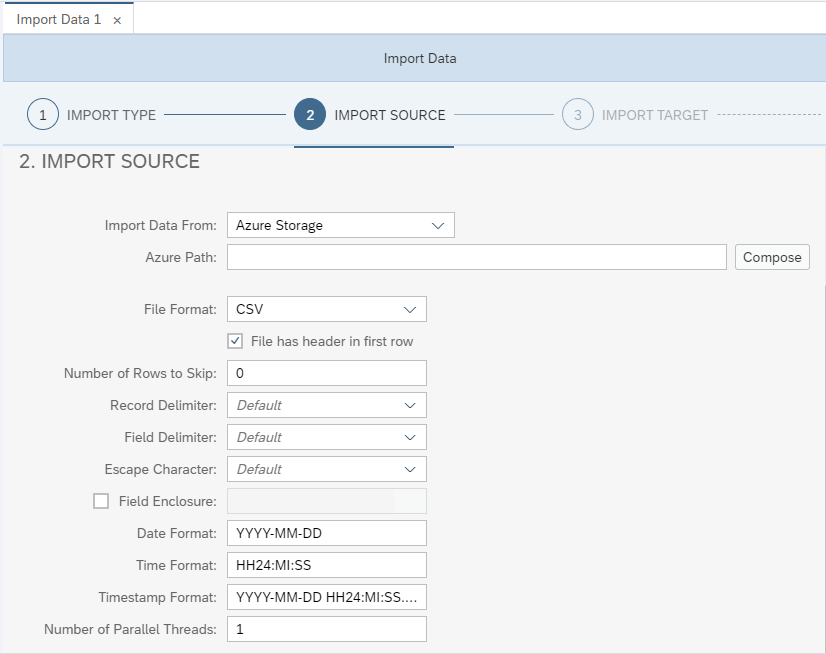 Import Data 1 ×
Import Data
1 IMPORT TYPE 2 IMPORT SOURCE 3 IMPORT TARGET
2. IMPORT SOURCE
Import Data From: Azure Storage
Azure Path: Compose
File Format: CSV
File has header in first row
Number of Rows to Skip: 0
Record Delimiter: Default
Field Delimiter: Default
Escape Character: Default
Field Enclosure:
Date Format: YYYY-MM-DD
Time Format: HH24:MI:SS
Timestamp Format: YYYY-MM-DD HH24:MI:SS....
Number of Parallel Threads: 1